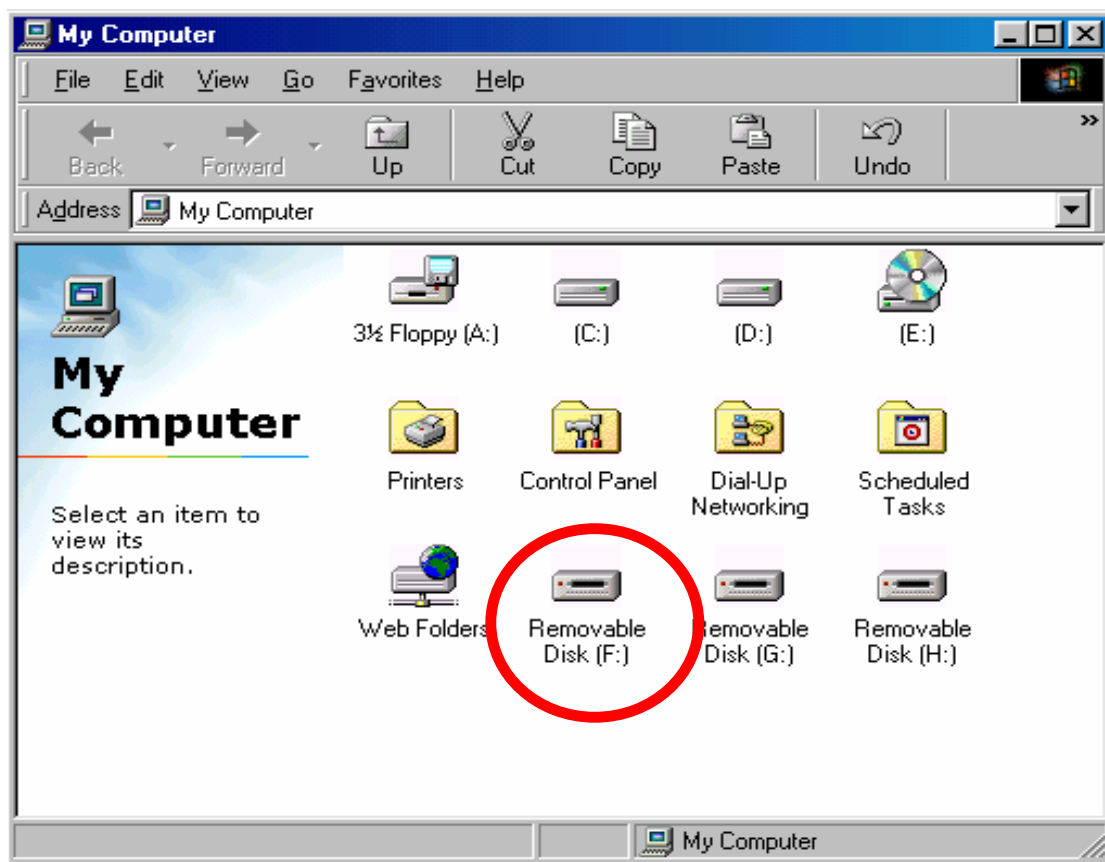 My Computer
File Edit View Go Favorites Help
Back Forward Up Cut Copy Paste Undo »
Address My Computer
3½ Floppy (A:) (C:) (D:) (E:)
My
Computer
Printers Control Panel Dial-Up Networking Scheduled Tasks
Select an item to
view its
description.
Web Folders Removable Disk (F:) Removable Disk (G:) Removable Disk (H:)
My Computer